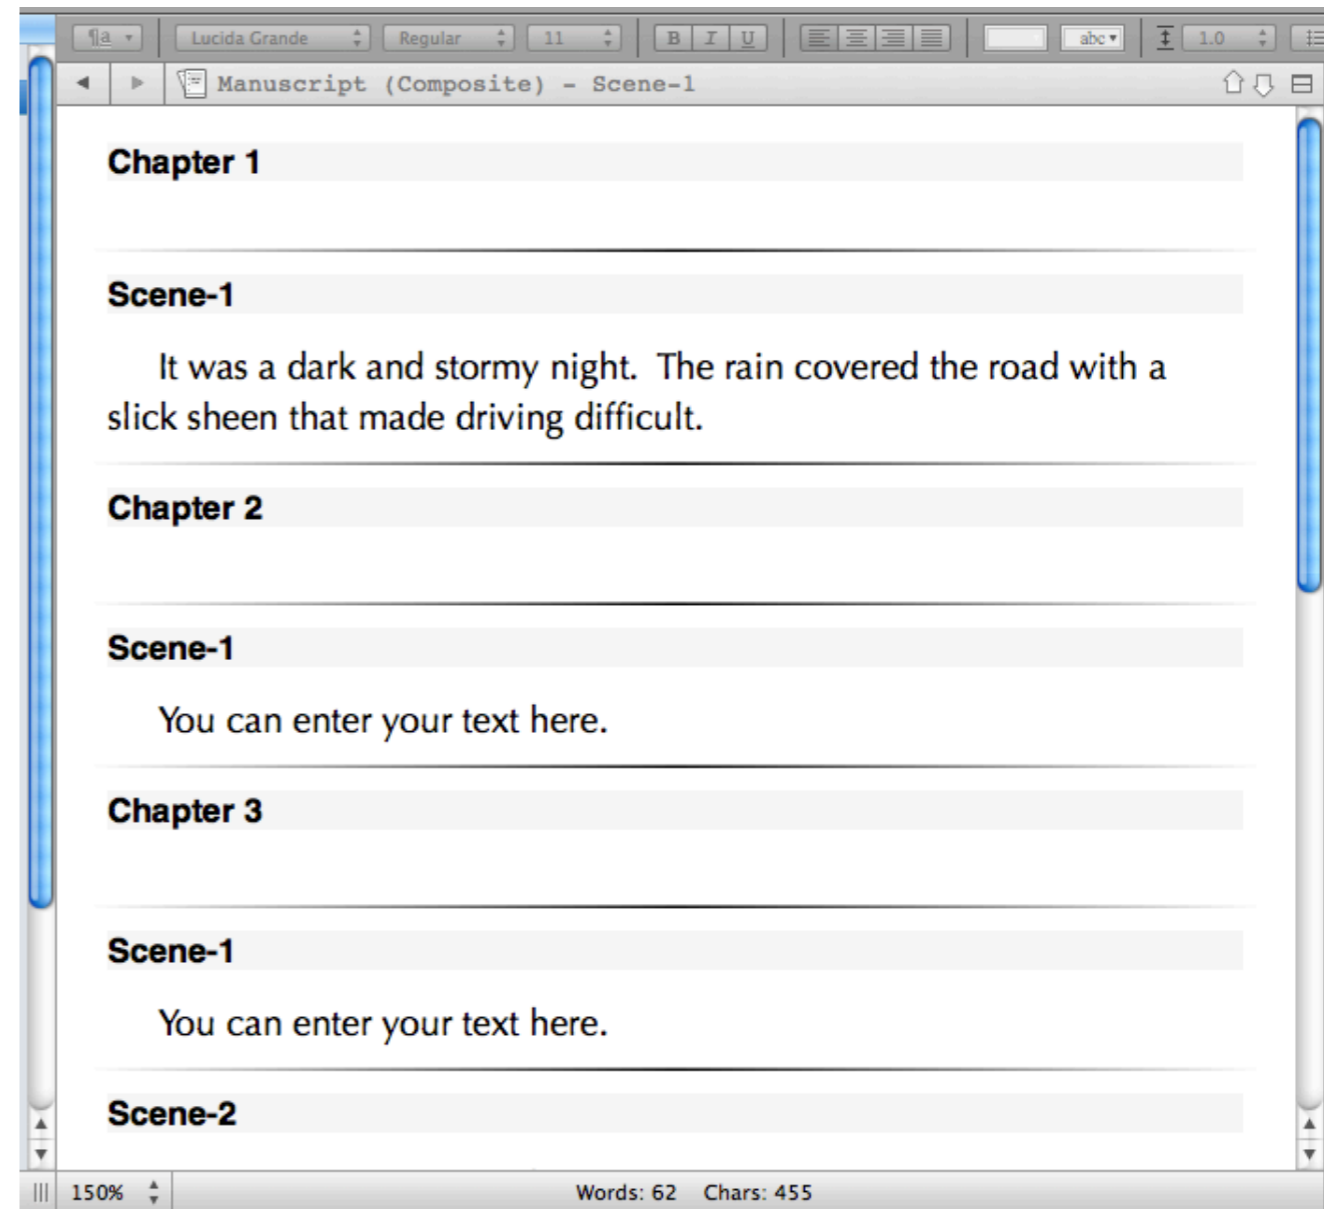 ¶a Lucida Grande Regular 11 B I U abc 1.0
Manuscript (Composite) - Scene-1
Chapter 1
Scene-1
It was a dark and stormy night.  The rain covered the road with a
slick sheen that made driving difficult.
Chapter 2
Scene-1
You can enter your text here.
Chapter 3
Scene-1
You can enter your text here.
Scene-2
150% Words: 62 Chars: 455